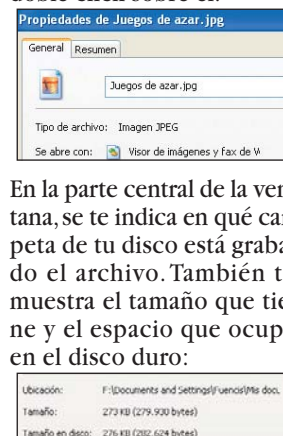 Propiedades de Juegos de azar.jpg
General Resumen
Juegos de azar.jpg
Tipo de archivo: Imagen JPEG
Se abre con: Visor de imágenes y fax de
En la parte central de la ven
tana, se te indica en qué car
peta de tu disco está graba
do el archivo. También t
muestra el tamaño que tie
ne y el espacio que ocup
en el disco duro:
Ubicación: F:\Documents and Settings\Fuencis\Mis docu
Tamaño: 273 KB (279.930 bytes)
Tamaño en disco: 276 KB (282.624 bytes)